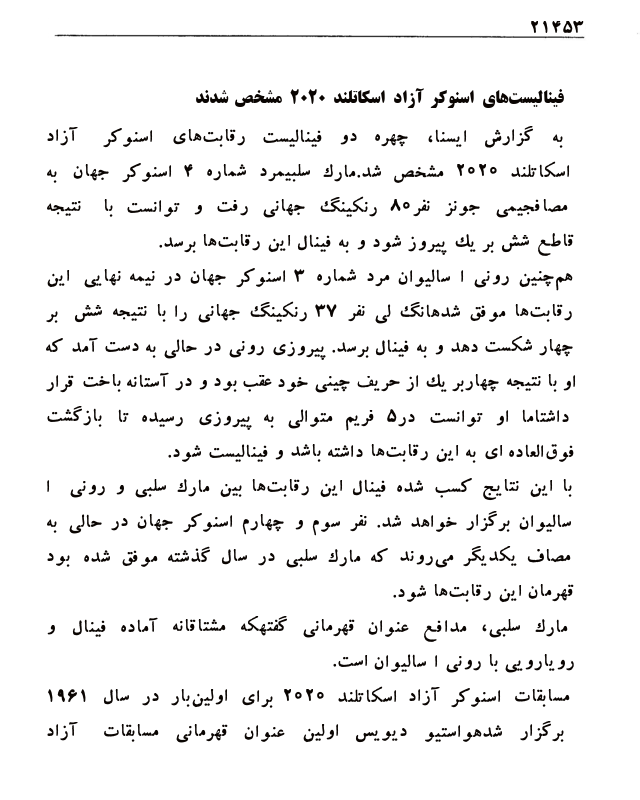 ۲۱۴۵۳
فینالیست‌های اسنوکر آزاد اسکاتلند ۲۰۲۰ مشخص شدند
به گزارش ایسنا، چهره دو فینالیست رقابت‌های اسنوکر آزاد
اسکاتلند ۲۰۲۰ مشخص شد.مارك سلبیمرد شماره ۴ اسنوکر جهان به
مصافجیمی جونز نفر۸۰ رنکینگ جهانی رفت و توانست با نتیجه
قاطع شش بر یك پیروز شود و به فینال این رقابت‌ها برسد.
هم‌چنین رونی ا سالیوان مرد شماره ۳ اسنوکر جهان در نیمه نهایی این
رقابت‌ها موفق شدهانگ لی نفر ۳۷ رنکینگ جهانی را با نتیجه شش بر
چهار شکست دهد و به فینال برسد. پیروزی رونی در حالی به دست آمد که
او با نتیجه چهاربر یك از حریف چینی خود عقب بود و در آستانه باخت قرار
داشتاما او توانست در۵ فریم متوالی به پیروزی رسیده تا بازگشت
فوق‌العاده ای به این رقابت‌ها داشته باشد و فینالیست شود.
با این نتایج کسب شده فینال این رقابت‌ها بین مارك سلبی و رونی ا
سالیوان برگزار خواهد شد. نفر سوم و چهارم اسنوکر جهان در حالی به
مصاف یکدیگر می‌روند که مارك سلبی در سال گذشته موفق شده بود
قهرمان این رقابت‌ها شود.
مارك سلبی، مدافع عنوان قهرمانی گفتهکه مشتاقانه آماده فینال و
رویارویی با رونی ا سالیوان است.
مسابقات اسنوکر آزاد اسکاتلند ۲۰۲۰ برای اولین‌بار در سال ۱۹۶۱
برگزار شدهواستیو دیویس اولین عنوان قهرمانی مسابقات آزاد